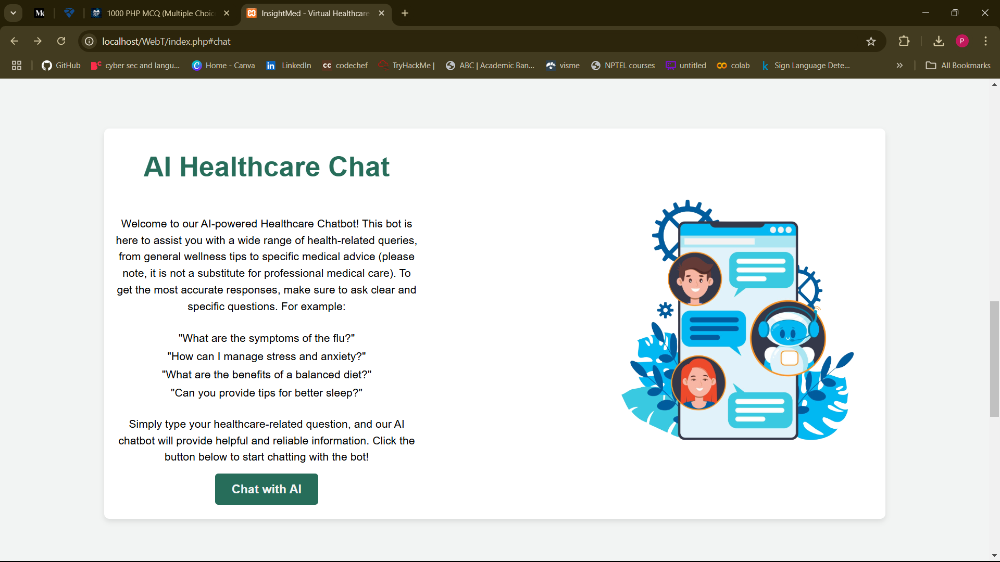 1000 PHP MCQ (Multiple Choic
InsightMed - Virtual Healthcare
localhost/WebT/index.php#chat
P
GitHub
cyber sec and langu...
Home - Canva
LinkedIn
codechef
TryHackMe |
ABC | Academic Ban...
visme
NPTEL courses
untitled
colab
Sign Language Dete...
All Bookmarks
AI Healthcare Chat
Welcome to our AI-powered Healthcare Chatbot! This bot is
here to assist you with a wide range of health-related queries,
from general wellness tips to specific medical advice (please
note, it is not a substitute for professional medical care). To
get the most accurate responses, make sure to ask clear and
specific questions. For example:
"What are the symptoms of the flu?"
"How can I manage stress and anxiety?"
"What are the benefits of a balanced diet?"
"Can you provide tips for better sleep?"
Simply type your healthcare-related question, and our AI
chatbot will provide helpful and reliable information. Click the
button below to start chatting with the bot!
Chat with AI